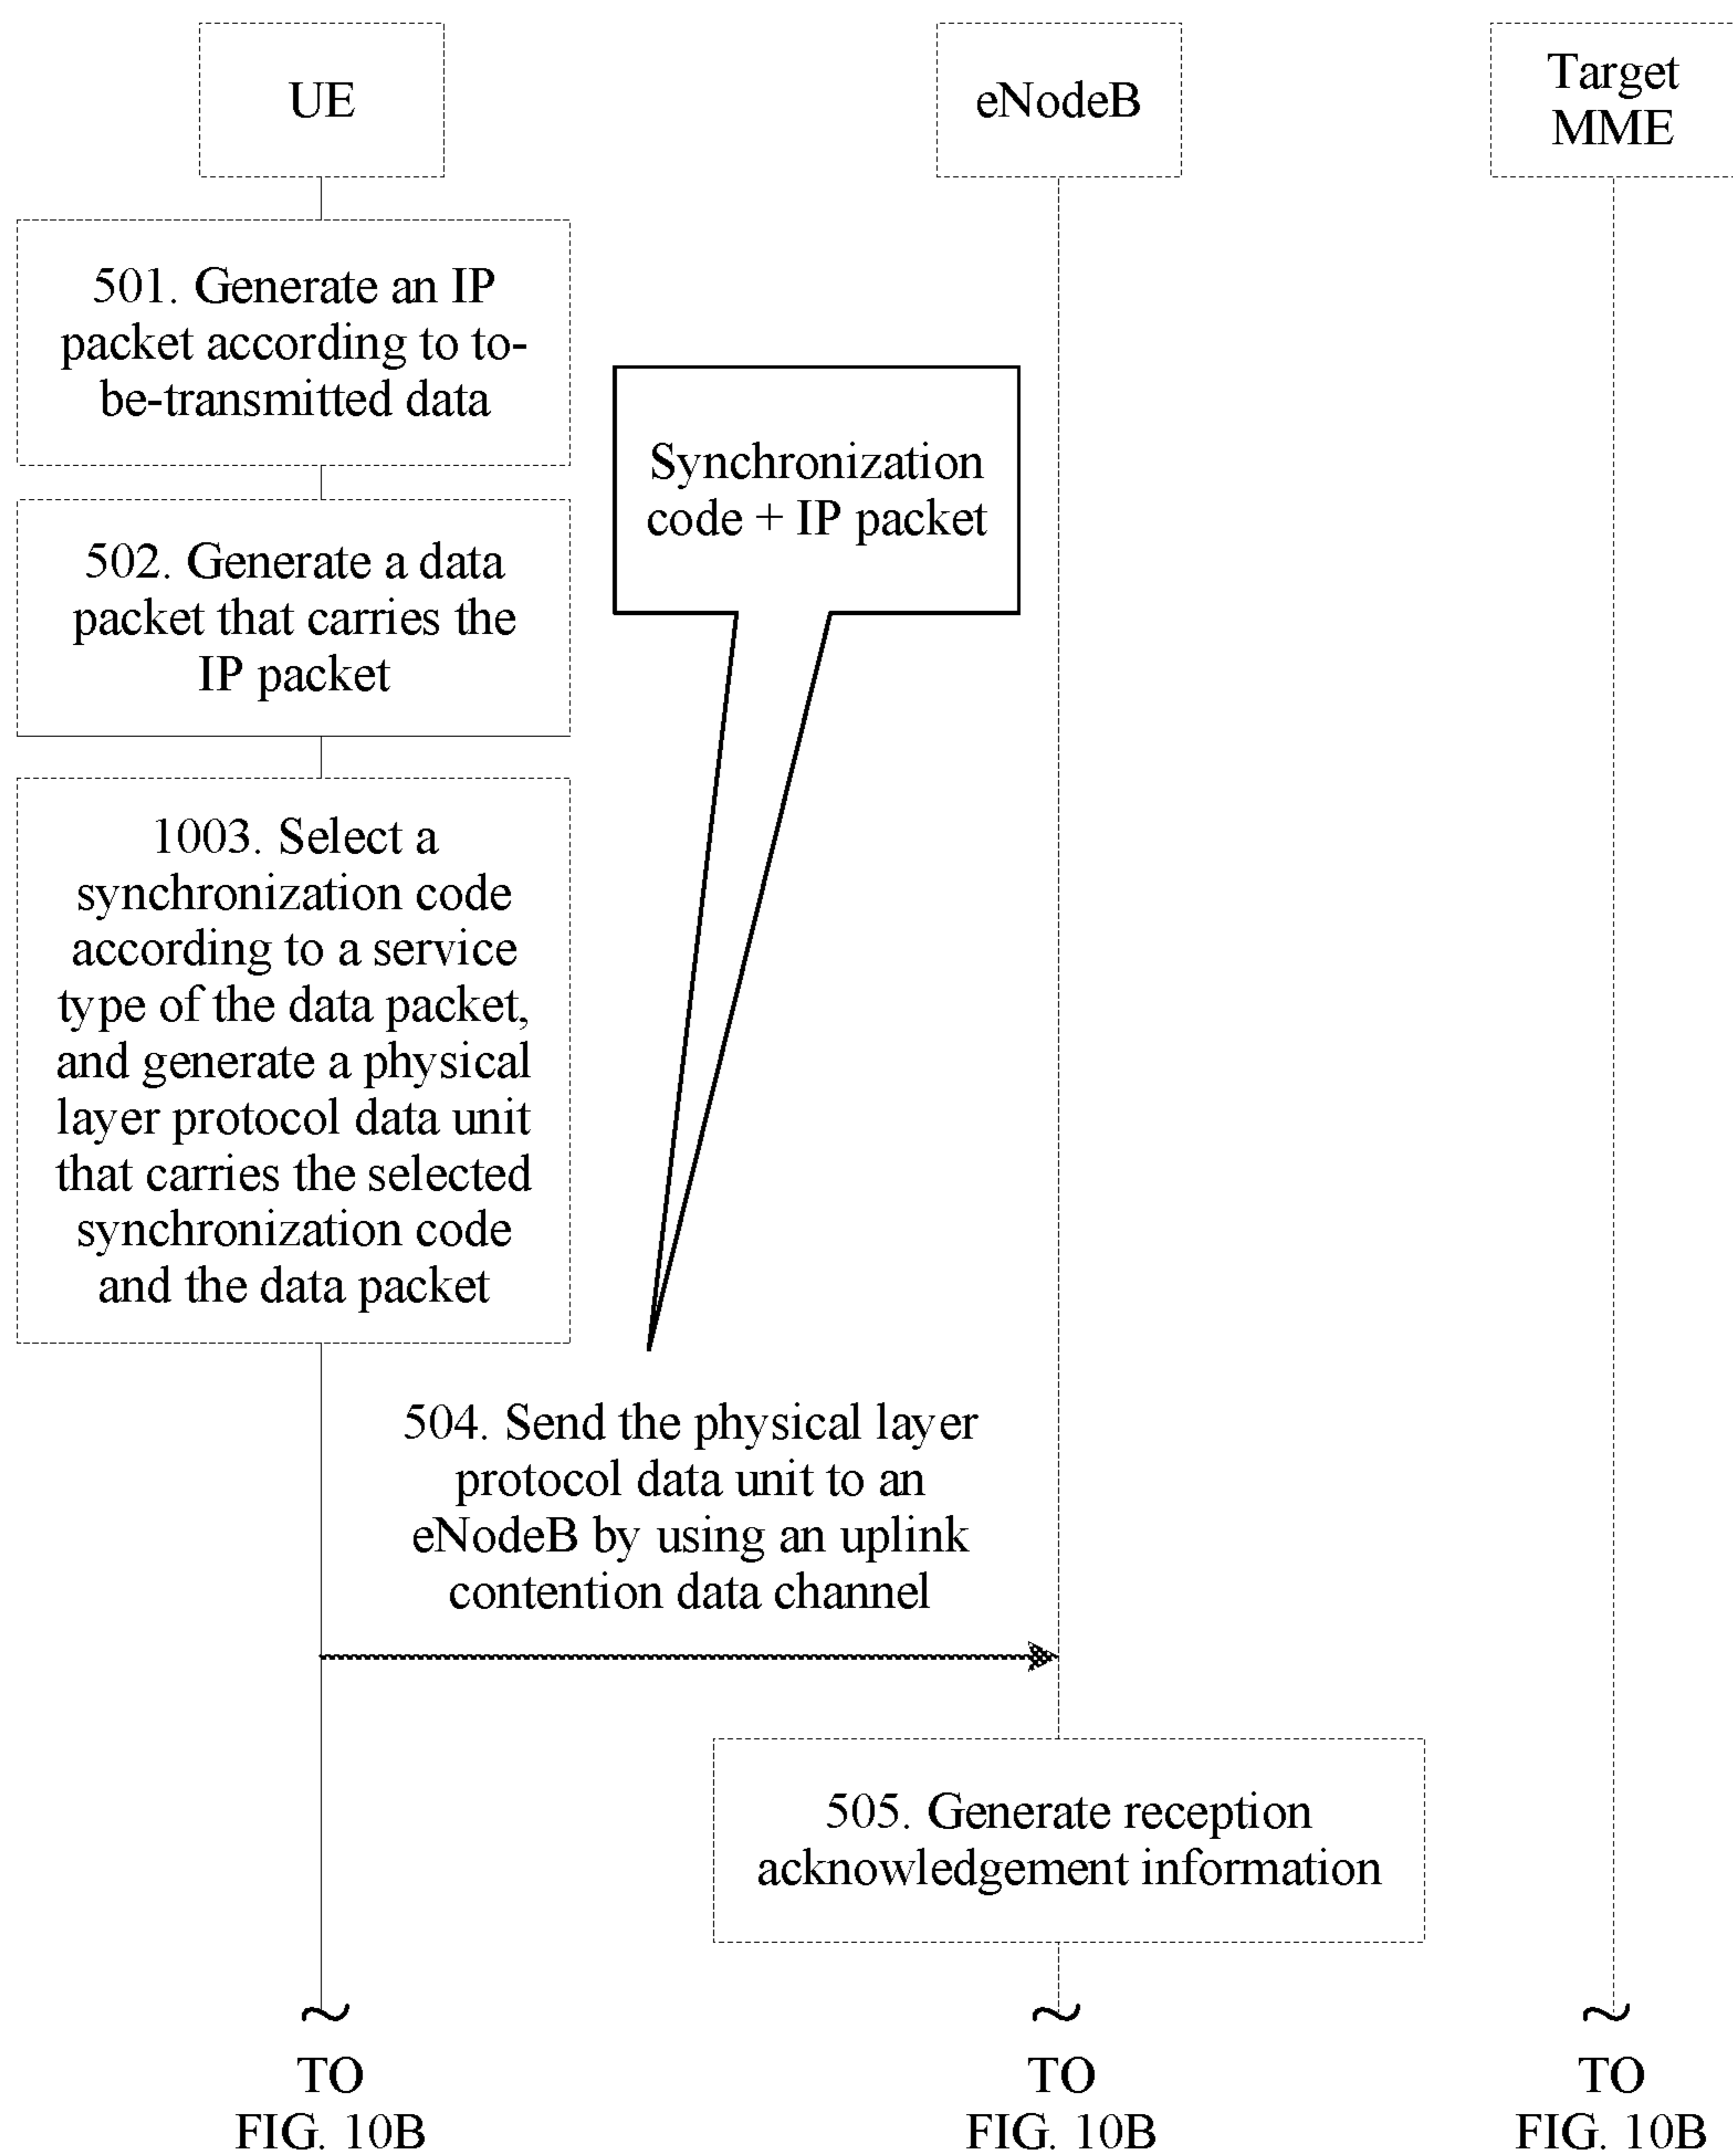 UE
eNodeB
Target
MME
501. Generate an IP
packet according to to-
be-transmitted data
Synchronization
code + IP packet
502. Generate a data
packet that carries the
IP packet
1003. Select a
synchronization code
according to a service
type of the data packet,
and generate a physical
layer protocol data unit
that carries the selected
synchronization code
and the data packet
504. Send the physical layer
protocol data unit to an
eNodeB by using an uplink
contention data channel
505. Generate reception
acknowledgement information
TO
FIG. 10B
TO
FIG. 10B
TO
FIG. 10B